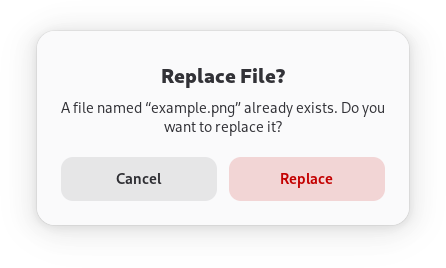 Replace File?
A file named “example.png” already exists. Do you
want to replace it?
Cancel
Replace